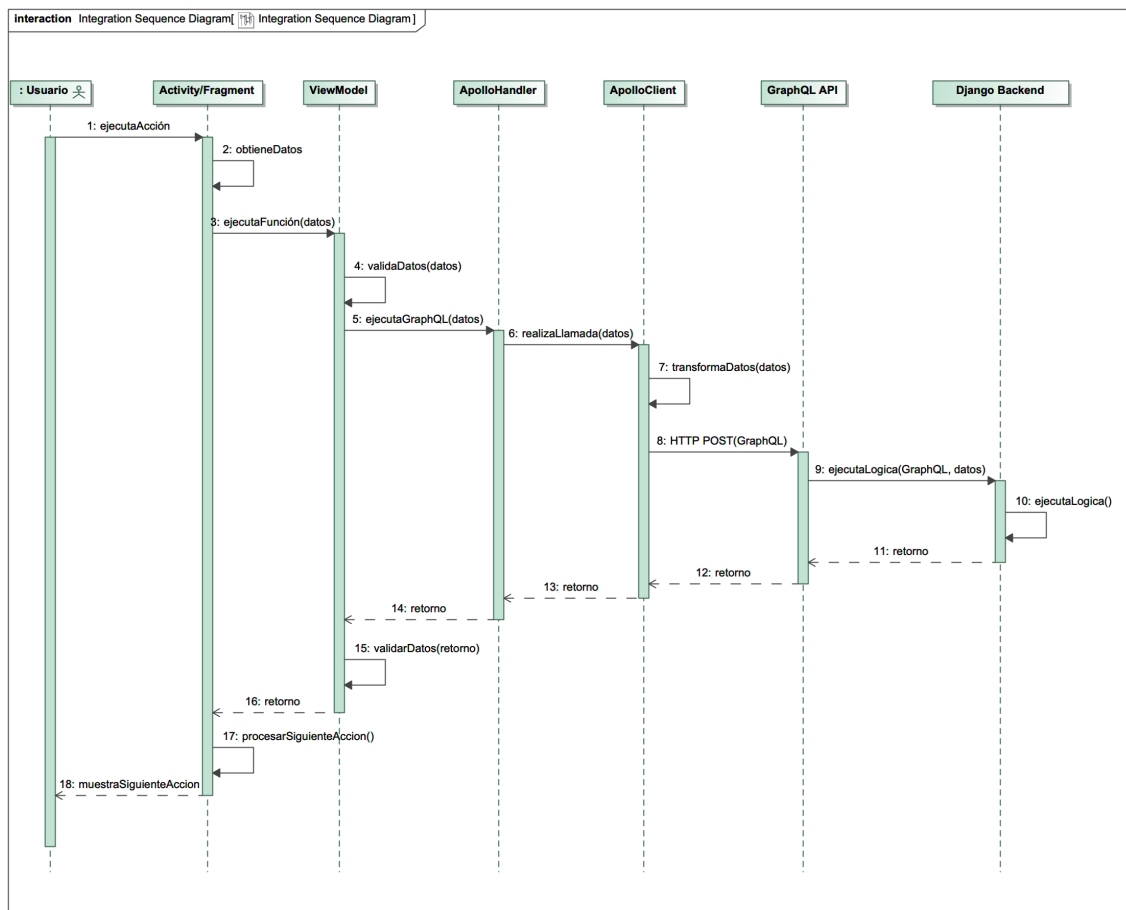 interaction Integration Sequence Diagram[ Integration Sequence Diagram ]
: Usuario
Activity/Fragment
ViewModel
ApolloHandler
ApolloClient
GraphQL API
Django Backend
1: ejecutaAcción
2: obtieneDatos
3: ejecutaFunción(datos)
4: validaDatos(datos)
5: ejecutaGraphQL(datos)
6: realizaLlamada(datos)
7: transformaDatos(datos)
8: HTTP POST(GraphQL)
9: ejecutaLogica(GraphQL, datos)
10: ejecutaLogica()
11: retorno
12: retorno
13: retorno
14: retorno
15: validarDatos(retorno)
16: retorno
17: procesarSiguienteAccion()
18: muestraSiguienteAccion